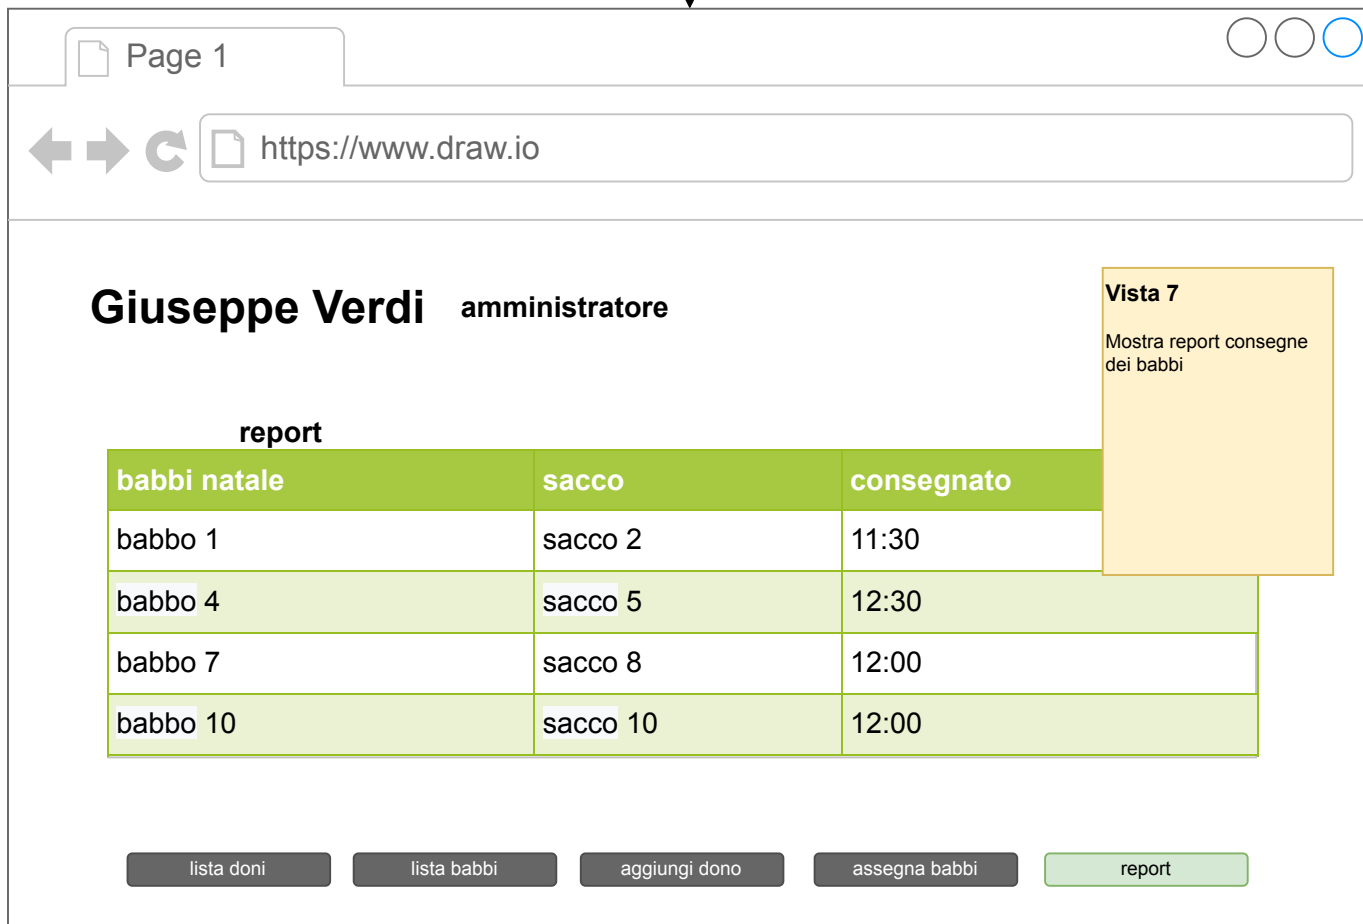 Page 1
https://www.draw.io
Giuseppe Verdi amministratore
Vista 7
Mostra report consegne
dei babbi
report
babbi natale sacco consegnato
babbo 1 sacco 2 11:30
babbo 4 sacco 5 12:30
babbo 7 sacco 8 12:00
babbo 10 sacco 10 12:00
lista doni lista babbi aggiungi dono assegna babbi report